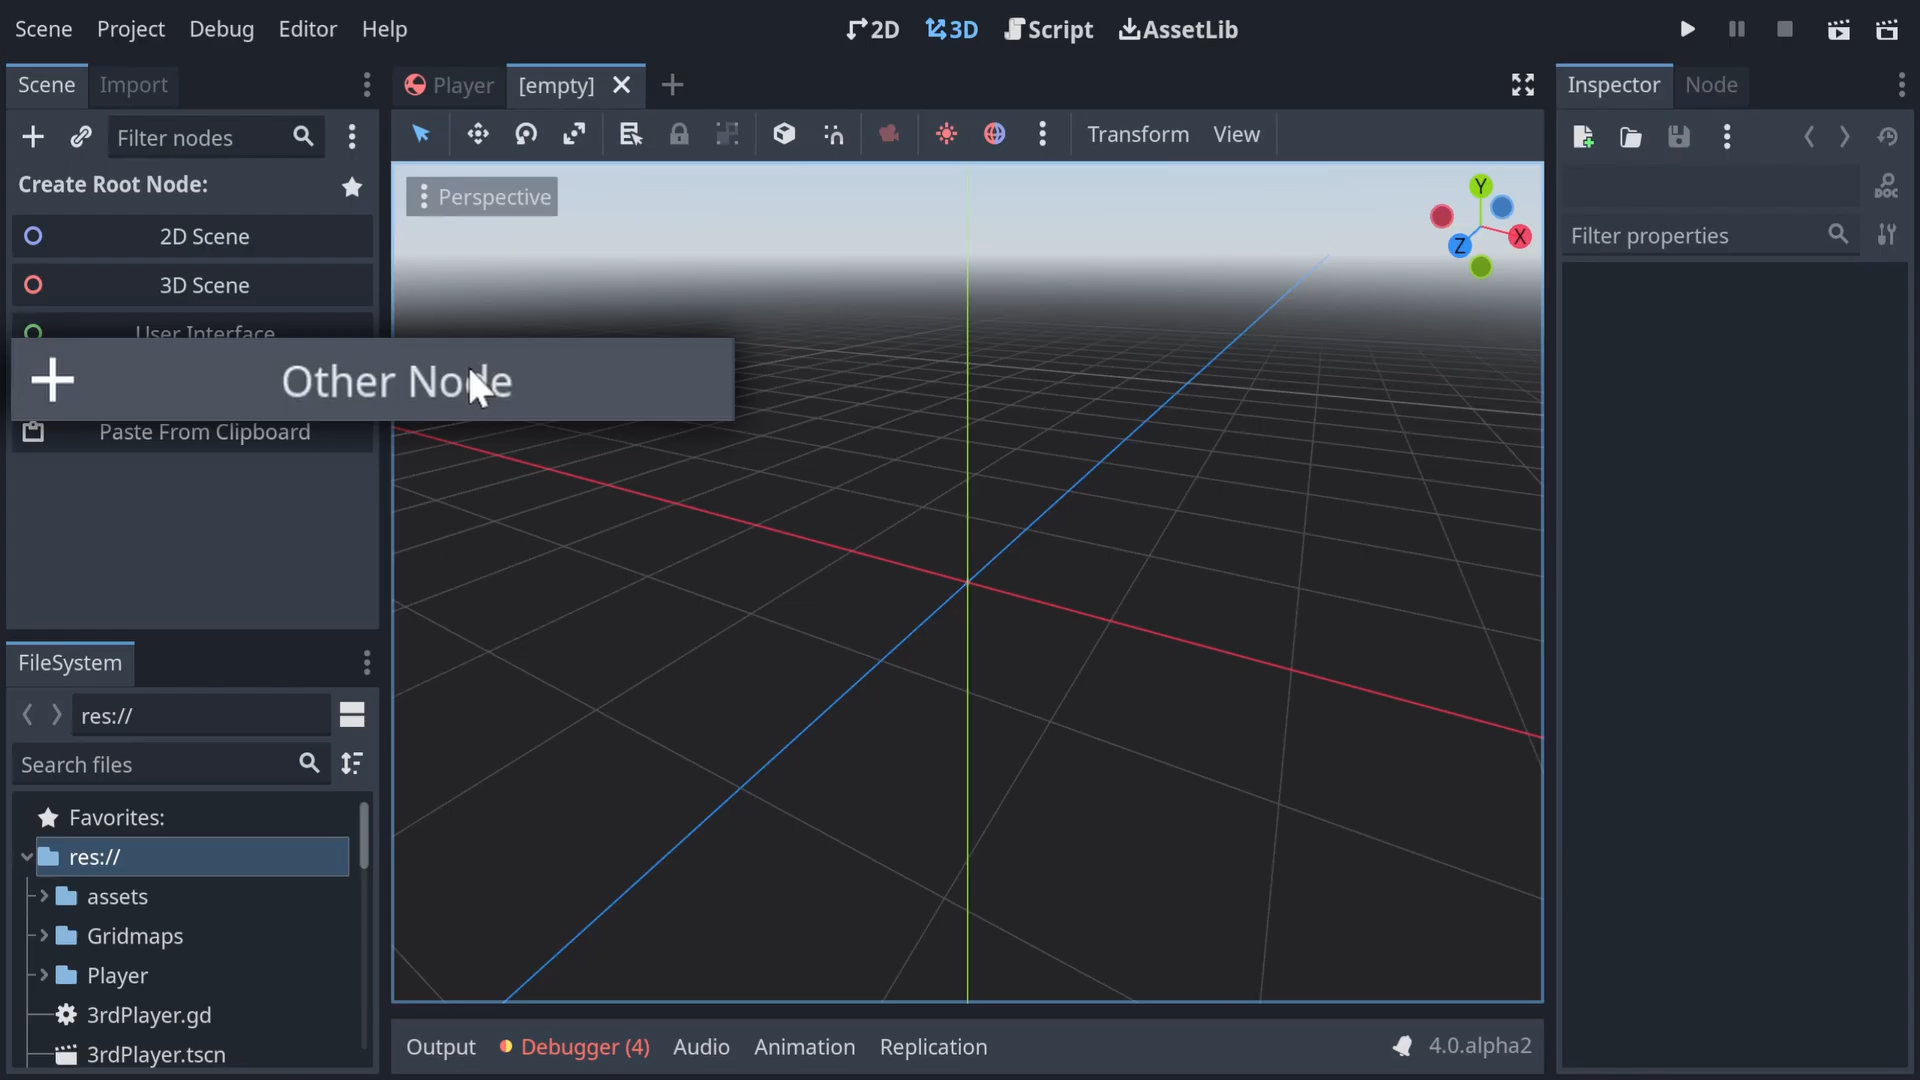 Scene Project Debug Editor Help
2D 3D Script AssetLib
Scene Import
Filter nodes
Create Root Node:
2D Scene
3D Scene
User Interface
Other Node
Paste From Clipboard
FileSystem
res://
Search files
Favorites:
res://
assets
Gridmaps
Player
3rdPlayer.gd
3rdPlayer.tscn
Player [empty]
Transform View
Perspective
Y
X
Z
Output Debugger (4) Audio Animation Replication 4.0.alpha2
Inspector Node
DOC
Filter properties